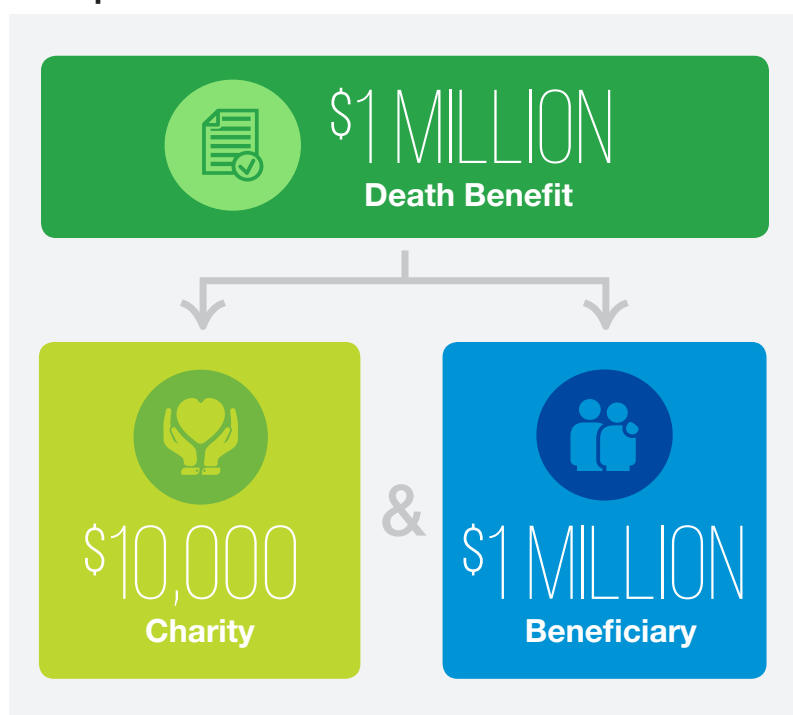 $1 MILLION
Death Benefit
$10,000
Charity
&
$1 MILLION
Beneficiary